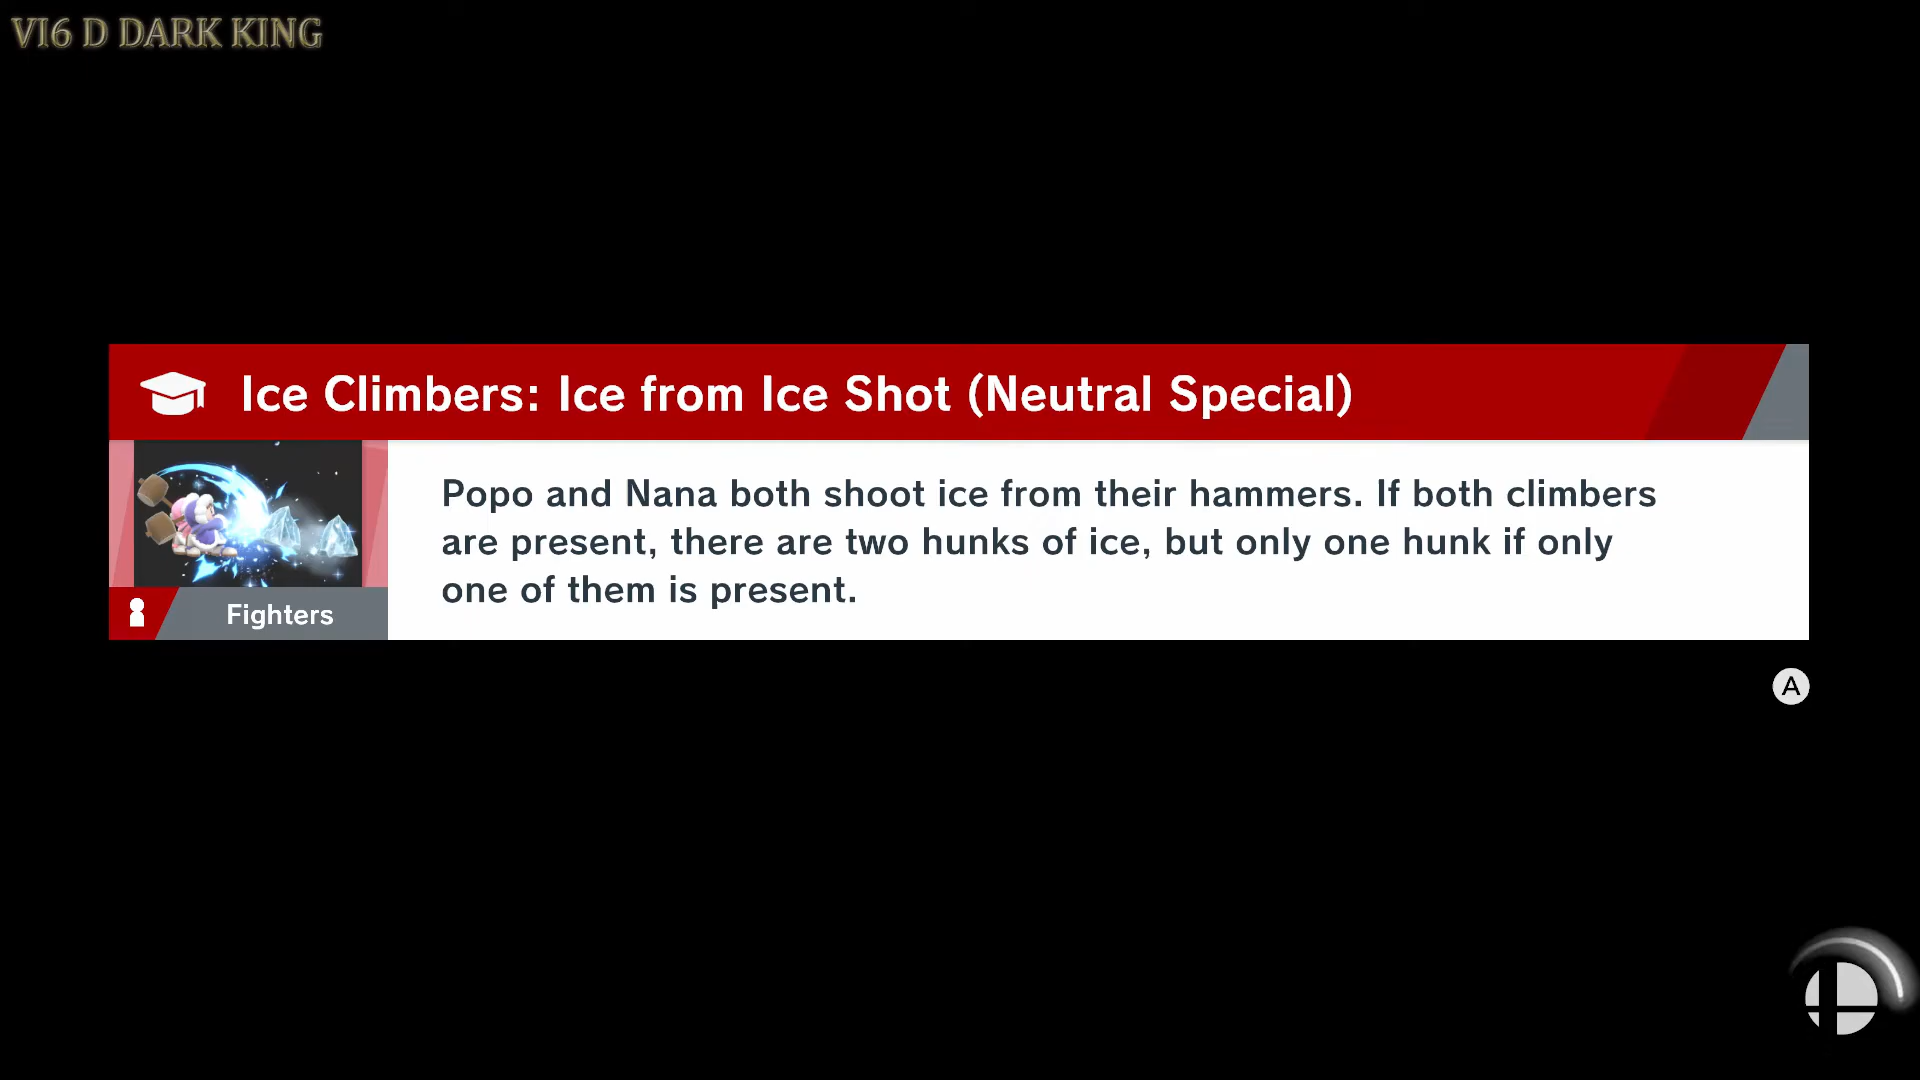 VI6 D DARK KING
Ice Climbers: Ice from Ice Shot (Neutral Special)
Popo and Nana both shoot ice from their hammers. If both climbers
are present, there are two hunks of ice, but only one hunk if only
one of them is present.
Fighters
A